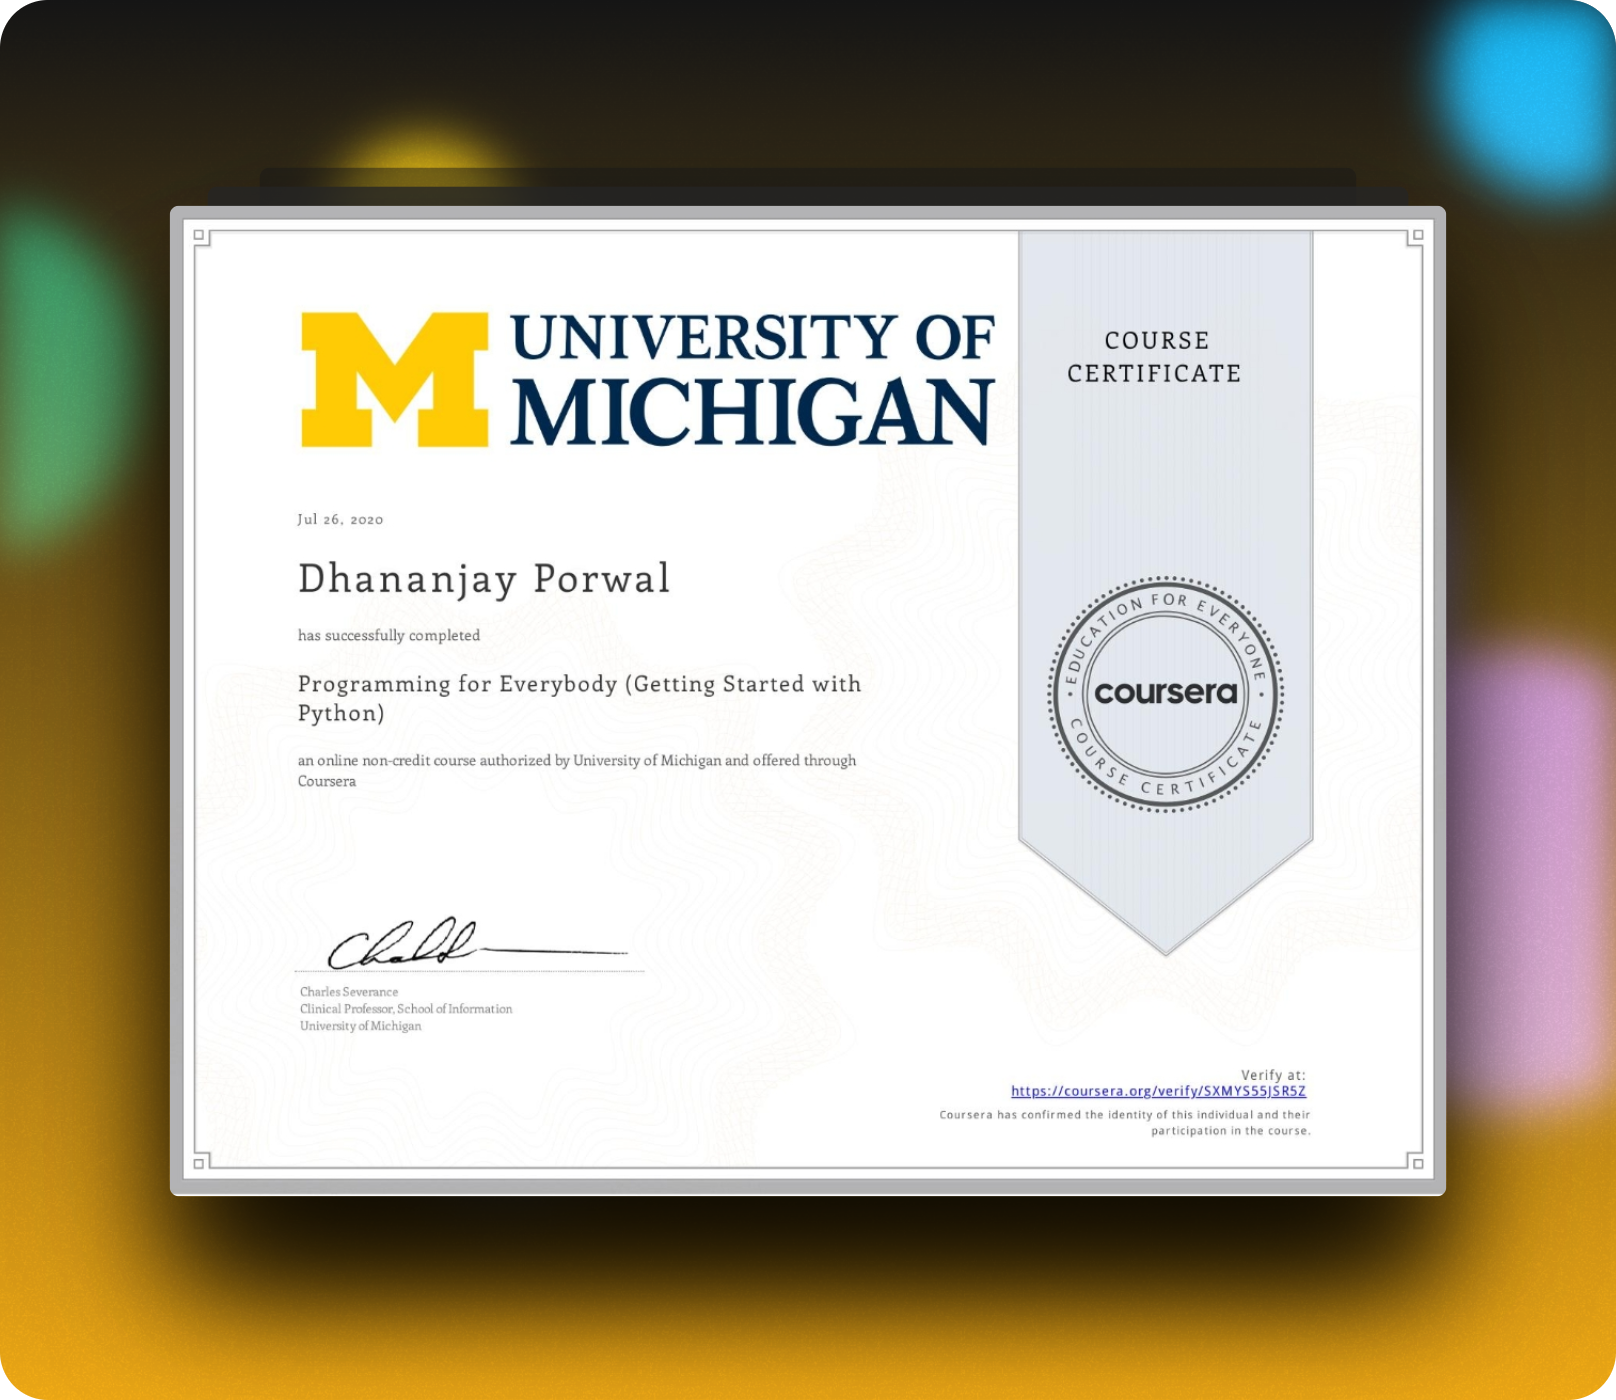 UNIVERSITY OF
MICHIGAN
COURSE
CERTIFICATE
Jul 26, 2020
Dhananjay Porwal
has successfully completed
Programming for Everybody (Getting Started with
Python)
an online non-credit course authorized by University of Michigan and offered through
Coursera
EDUCATION FOR EVERYONE
coursera
COURSE CERTIFICATE
Charles Severance
Clinical Professor, School of Information
University of Michigan
Verify at:
https://coursera.org/verify/SXMYS55JSR5Z
Coursera has confirmed the identity of this individual and their
participation in the course.